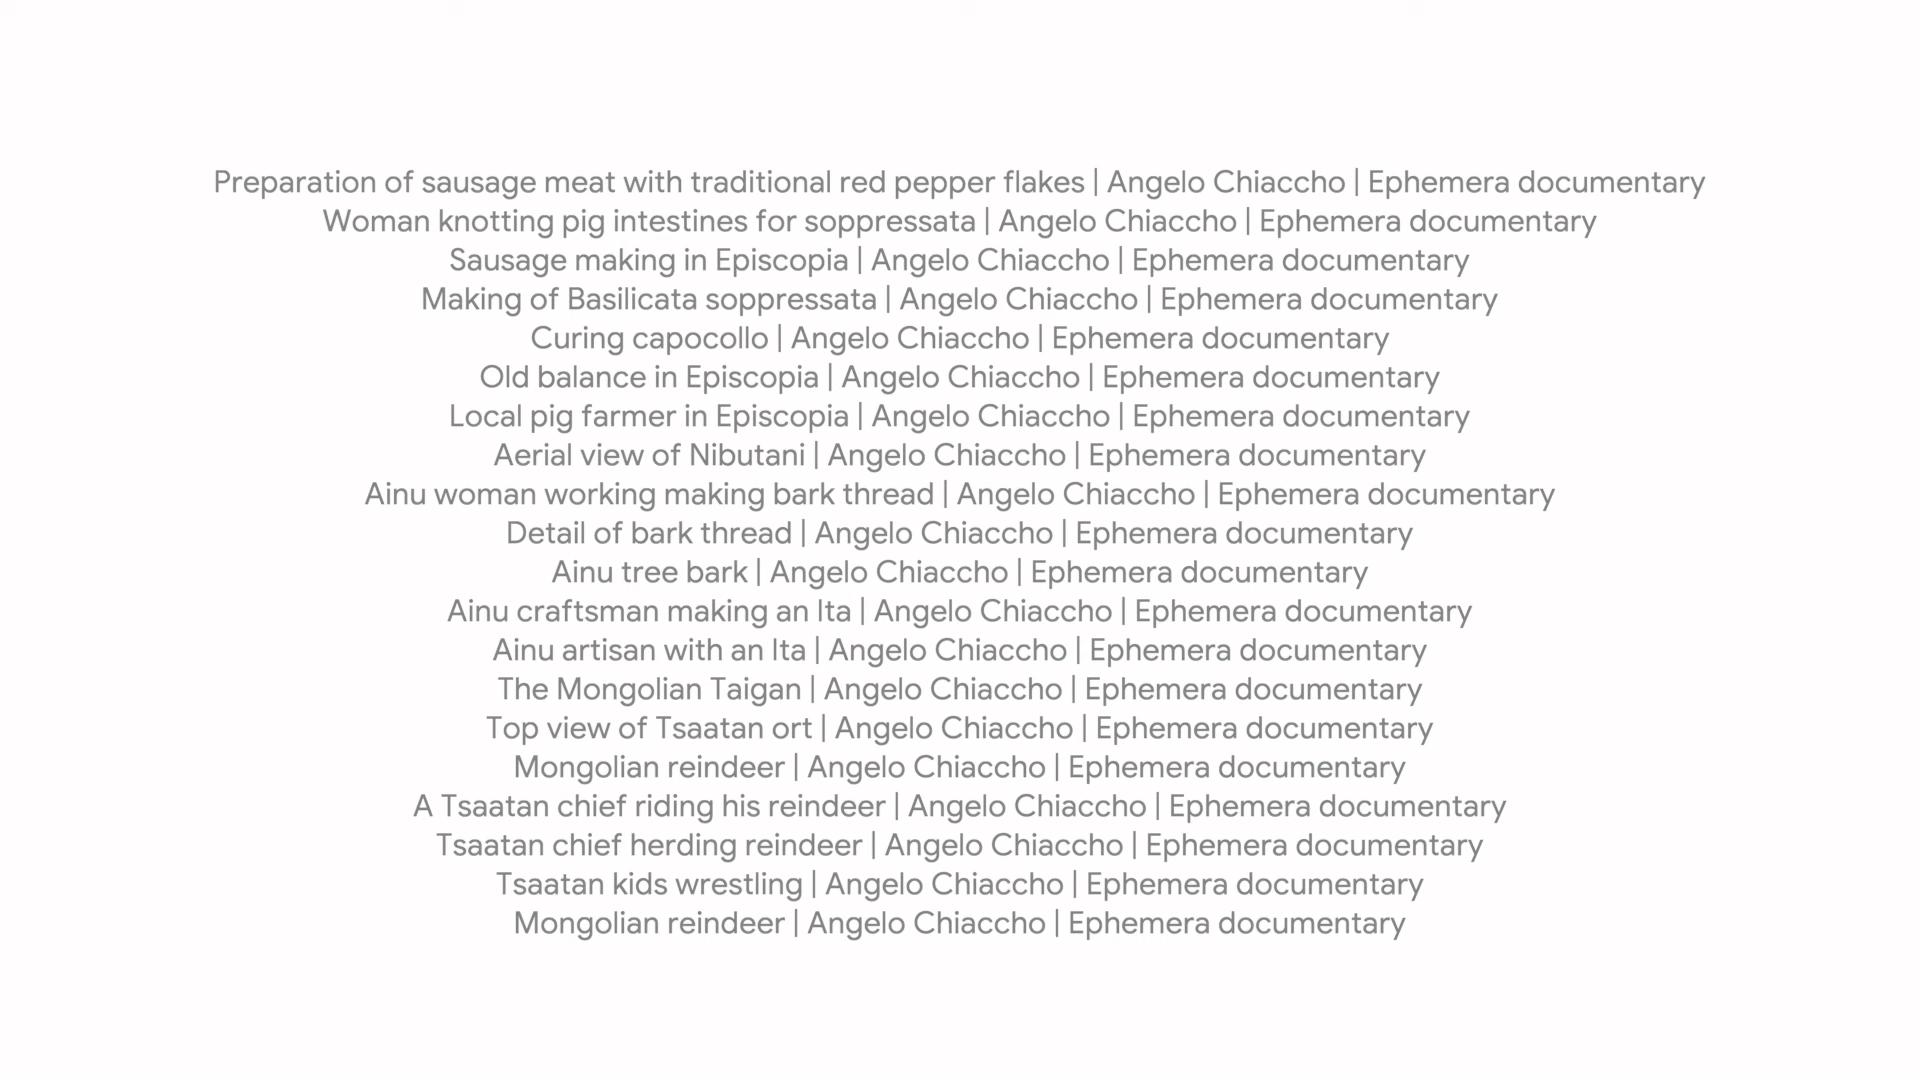 Preparation of sausage meat with traditional red pepper flakes | Angelo Chiaccho | Ephemera documentary
Woman knotting pig intestines for soppressata | Angelo Chiaccho | Ephemera documentary
Sausage making in Episcopia | Angelo Chiaccho | Ephemera documentary
Making of Basilicata soppressata | Angelo Chiaccho | Ephemera documentary
Curing capocollo | Angelo Chiaccho | Ephemera documentary
Old balance in Episcopia | Angelo Chiaccho | Ephemera documentary
Local pig farmer in Episcopia | Angelo Chiaccho | Ephemera documentary
Aerial view of Nibutani | Angelo Chiaccho | Ephemera documentary
Ainu woman working making bark thread | Angelo Chiaccho | Ephemera documentary
Detail of bark thread | Angelo Chiaccho | Ephemera documentary
Ainu tree bark | Angelo Chiaccho | Ephemera documentary
Ainu craftsman making an Ita | Angelo Chiaccho | Ephemera documentary
Ainu artisan with an Ita | Angelo Chiaccho | Ephemera documentary
The Mongolian Taigan | Angelo Chiaccho | Ephemera documentary
Top view of Tsaatan ort | Angelo Chiaccho | Ephemera documentary
Mongolian reindeer | Angelo Chiaccho | Ephemera documentary
A Tsaatan chief riding his reindeer | Angelo Chiaccho | Ephemera documentary
Tsaatan chief herding reindeer | Angelo Chiaccho | Ephemera documentary
Tsaatan kids wrestling | Angelo Chiaccho | Ephemera documentary
Mongolian reindeer | Angelo Chiaccho | Ephemera documentary